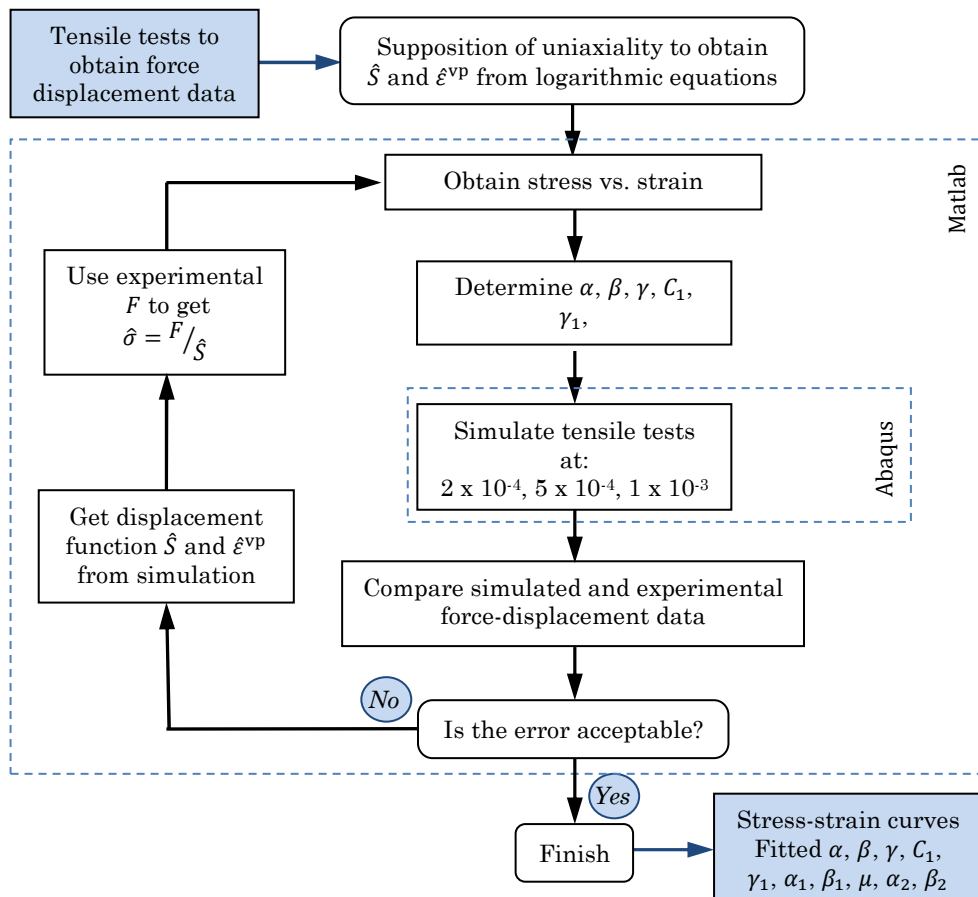 Tensile tests to
obtain force
displacement data
Supposition of uniaxiality to obtain
Ŝ and ε̂ᵛᵖ from logarithmic equations
Matlab
Obtain stress vs. strain
Use experimental
F to get
σ̂ = F/Ŝ
Determine α, β, γ, C₁,
γ₁,
Simulate tensile tests
at:
2 x 10⁻⁴, 5 x 10⁻⁴, 1 x 10⁻³
Abaqus
Get displacement
function Ŝ and ε̂ᵛᵖ
from simulation
Compare simulated and experimental
force-displacement data
No
Is the error acceptable?
Yes
Finish
Stress-strain curves
Fitted α, β, γ, C₁,
γ₁, α₁, β₁, μ, α₂, β₂